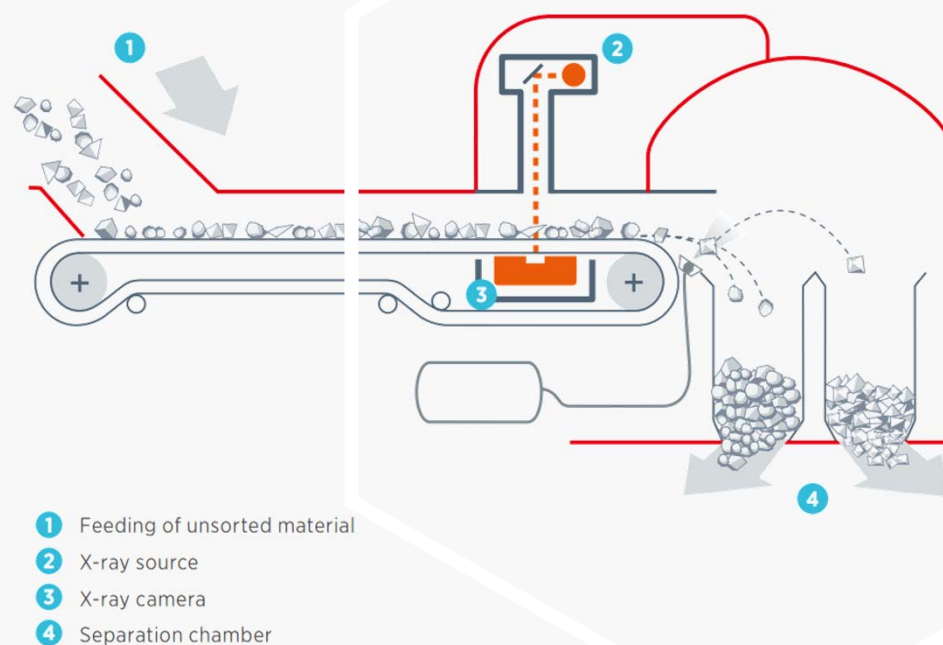 1
2
3
4
1 Feeding of unsorted material
2 X-ray source
3 X-ray camera
4 Separation chamber